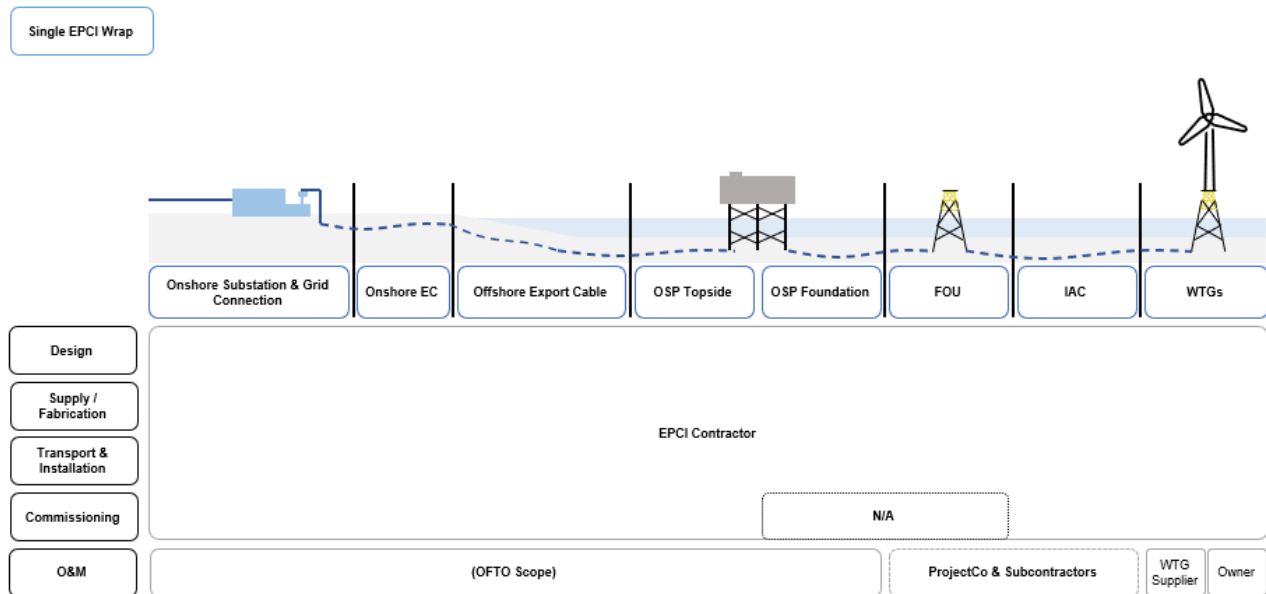 Single EPCI Wrap
Onshore Substation & Grid
Connection
Onshore EC
Offshore Export Cable
OSP Topside
OSP Foundation
FOU
IAC
WTGs
Design
Supply /
Fabrication
Transport &
Installation
EPCI Contractor
Commissioning
N/A
O&M
(OFTO Scope)
ProjectCo & Subcontractors
WTG
Supplier
Owner